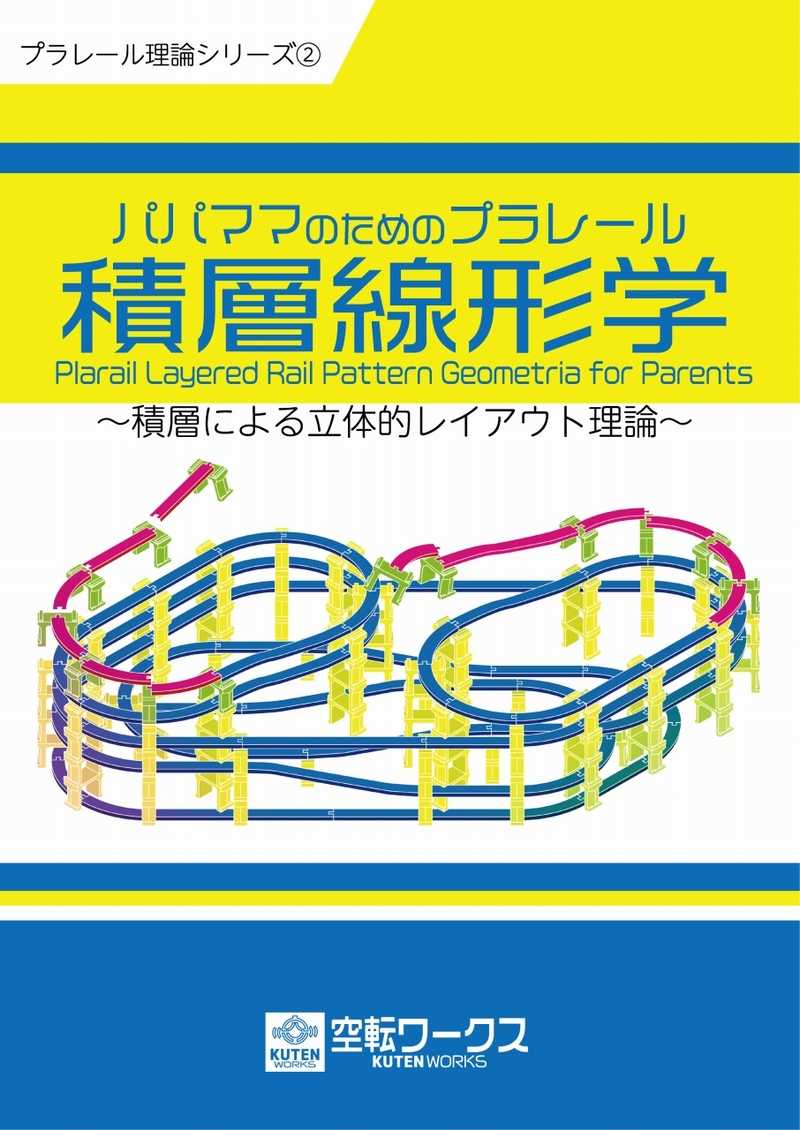 プラレール理論シリーズ②
パパママのためのプラレール
積層線形学
Plarail Layered Rail Pattern Geometria for Parents
～積層による立体的レイアウト理論～
KUTEN
WORKS
空転ワークス
KUTEN WORKS